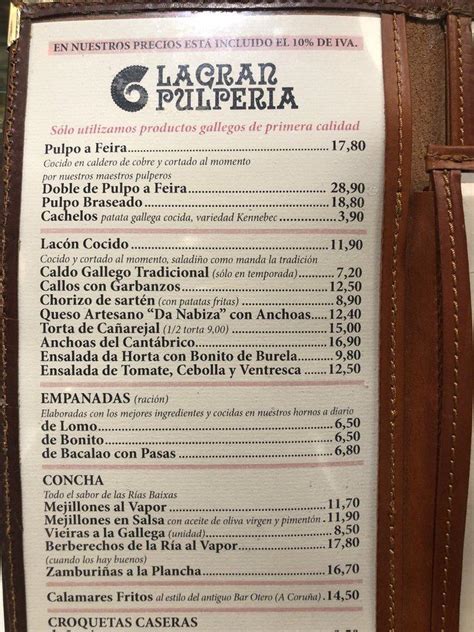 EN NUESTROS PRECIOS ESTÁ INCLUIDO EL 10% DE IVA.
LA GRAN
PULPERIA
Sólo utilizamos productos gallegos de primera calidad
Pulpo a Feira 17,80
Cocido en caldero de cobre y cortado al momento
por nuestros maestros pulperos
Doble de Pulpo a Feira 28,90
Pulpo Braseado 18,80
Cachelos patata gallega cocida, variedad Kennebec 3,90
Lacón Cocido 11,90
Cocido y cortado al momento, saladiño como manda la tradición
Caldo Gallego Tradicional (sólo en temporada) 7,20
Callos con Garbanzos 12,50
Chorizo de sartén (con patatas fritas) 8,90
Queso Artesano “Da Nabiza” con Anchoas 12,40
Torta de Cañarejal (1/2 torta 9,00) 15,00
Anchoas del Cantábrico 16,90
Ensalada da Horta con Bonito de Burela 9,80
Ensalada de Tomate, Cebolla y Ventresca 12,50
EMPANADAS (ración)
Elaboradas con los mejores ingredientes y cocidas en nuestros hornos a diario
de Lomo 6,50
de Bonito 6,50
de Bacalao con Pasas 6,80
CONCHA
Todo el sabor de las Rías Baixas
Mejillones al Vapor 11,70
Mejillones en Salsa con aceite de oliva virgen y pimentón 11,90
Vieiras a la Gallega (unidad) 8,50
Berberechos de la Ría al Vapor 17,80
(cuando los hay buenos)
Zamburiñas a la Plancha 16,70
Calamares Fritos al estilo del antiguo Bar Otero (A Coruña) 14,50
CROQUETAS CASERAS